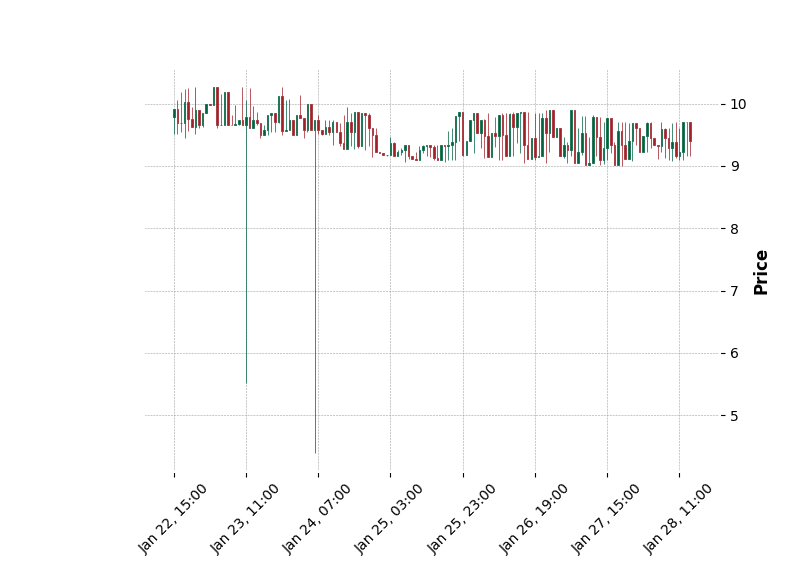 10
9
8
7
6
5
Price
Jan 22, 15:00
Jan 23, 11:00
Jan 24, 07:00
Jan 25, 03:00
Jan 25, 23:00
Jan 26, 19:00
Jan 27, 15:00
Jan 28, 11:00